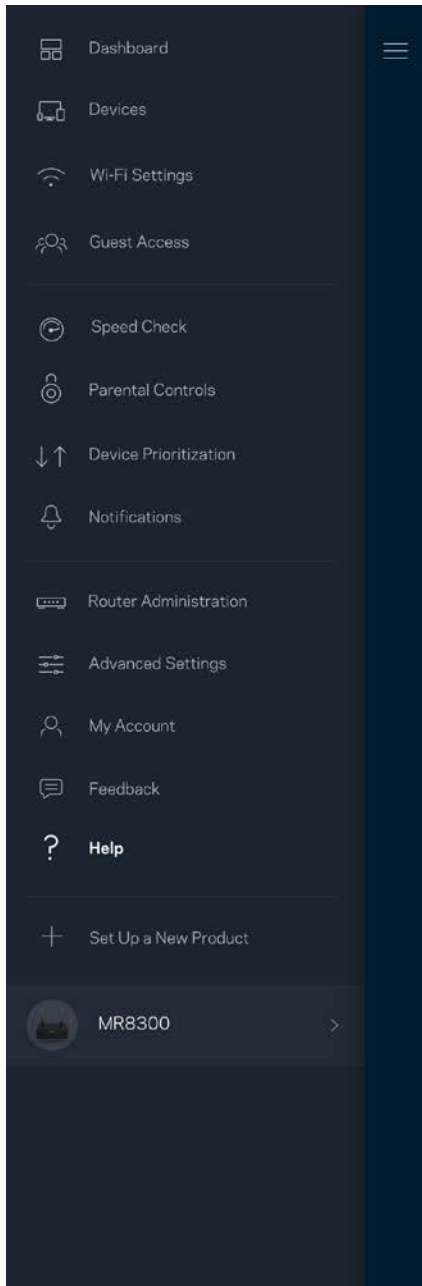 Dashboard
Devices
Wi-Fi Settings
Guest Access
Speed Check
Parental Controls
Device Prioritization
Notifications
Router Administration
Advanced Settings
My Account
Feedback
Help
Set Up a New Product
MR8300